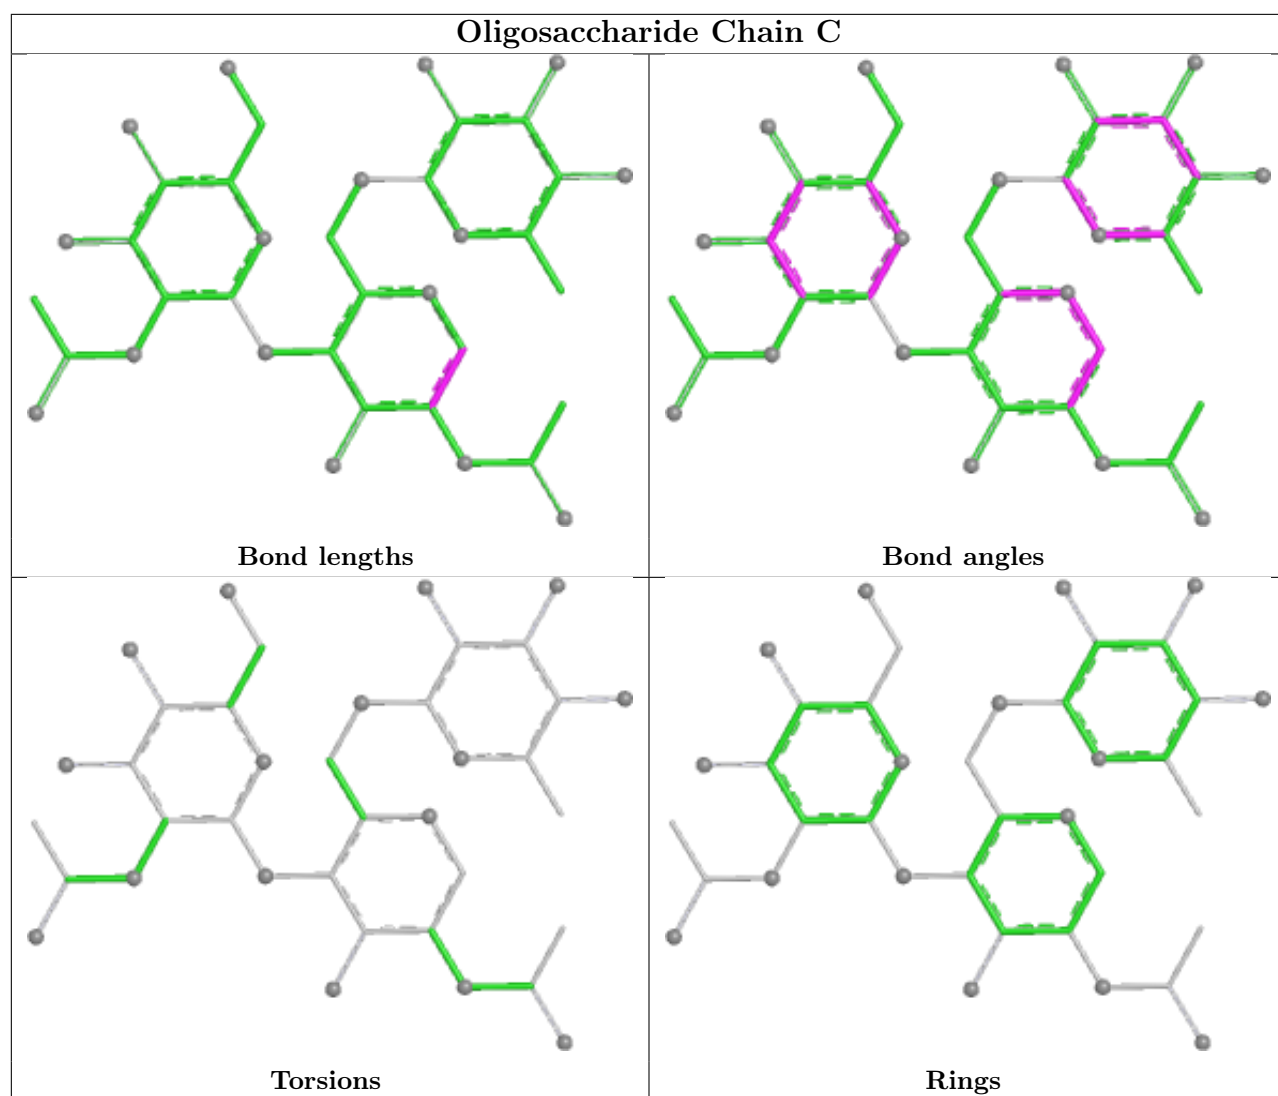 Oligosaccharide Chain C
Bond lengths
Bond angles
Torsions
Rings